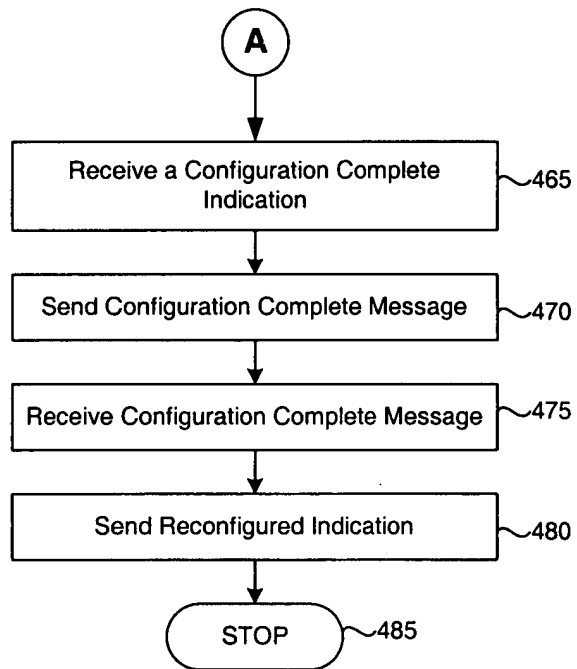 A
Receive a Configuration Complete
Indication
465
Send Configuration Complete Message
470
Receive Configuration Complete Message
475
Send Reconfigured Indication
480
STOP
485